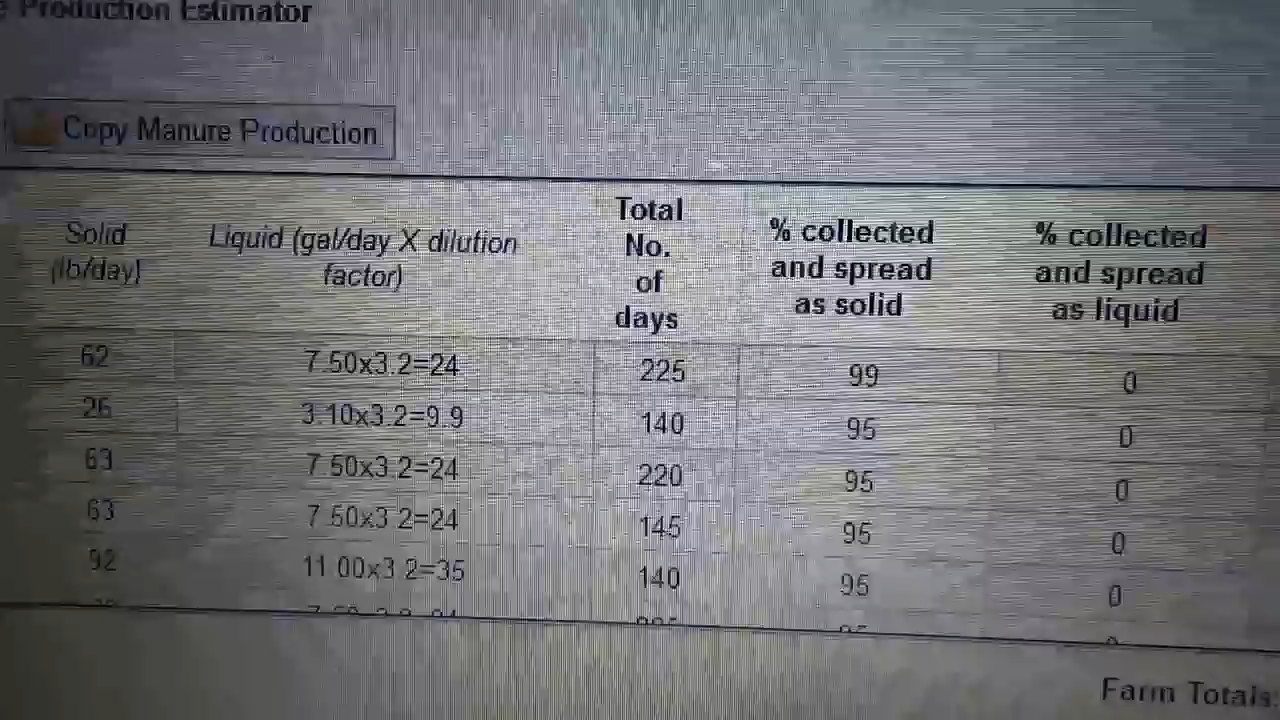 Production Estimator
Copy Manure Production
Solid (lb/day) Liquid (gal/day X dilution factor) Total No. of days % collected and spread as solid % collected and spread as liquid
62 7.50x3.2=24 225 99 0
26 3.10x3.2=9.9 140 95 0
63 7.50x3.2=24 220 95 0
63 7.50x3.2=24 145 95 0
92 11.00x3.2=35 140 95 0
Farm Totals